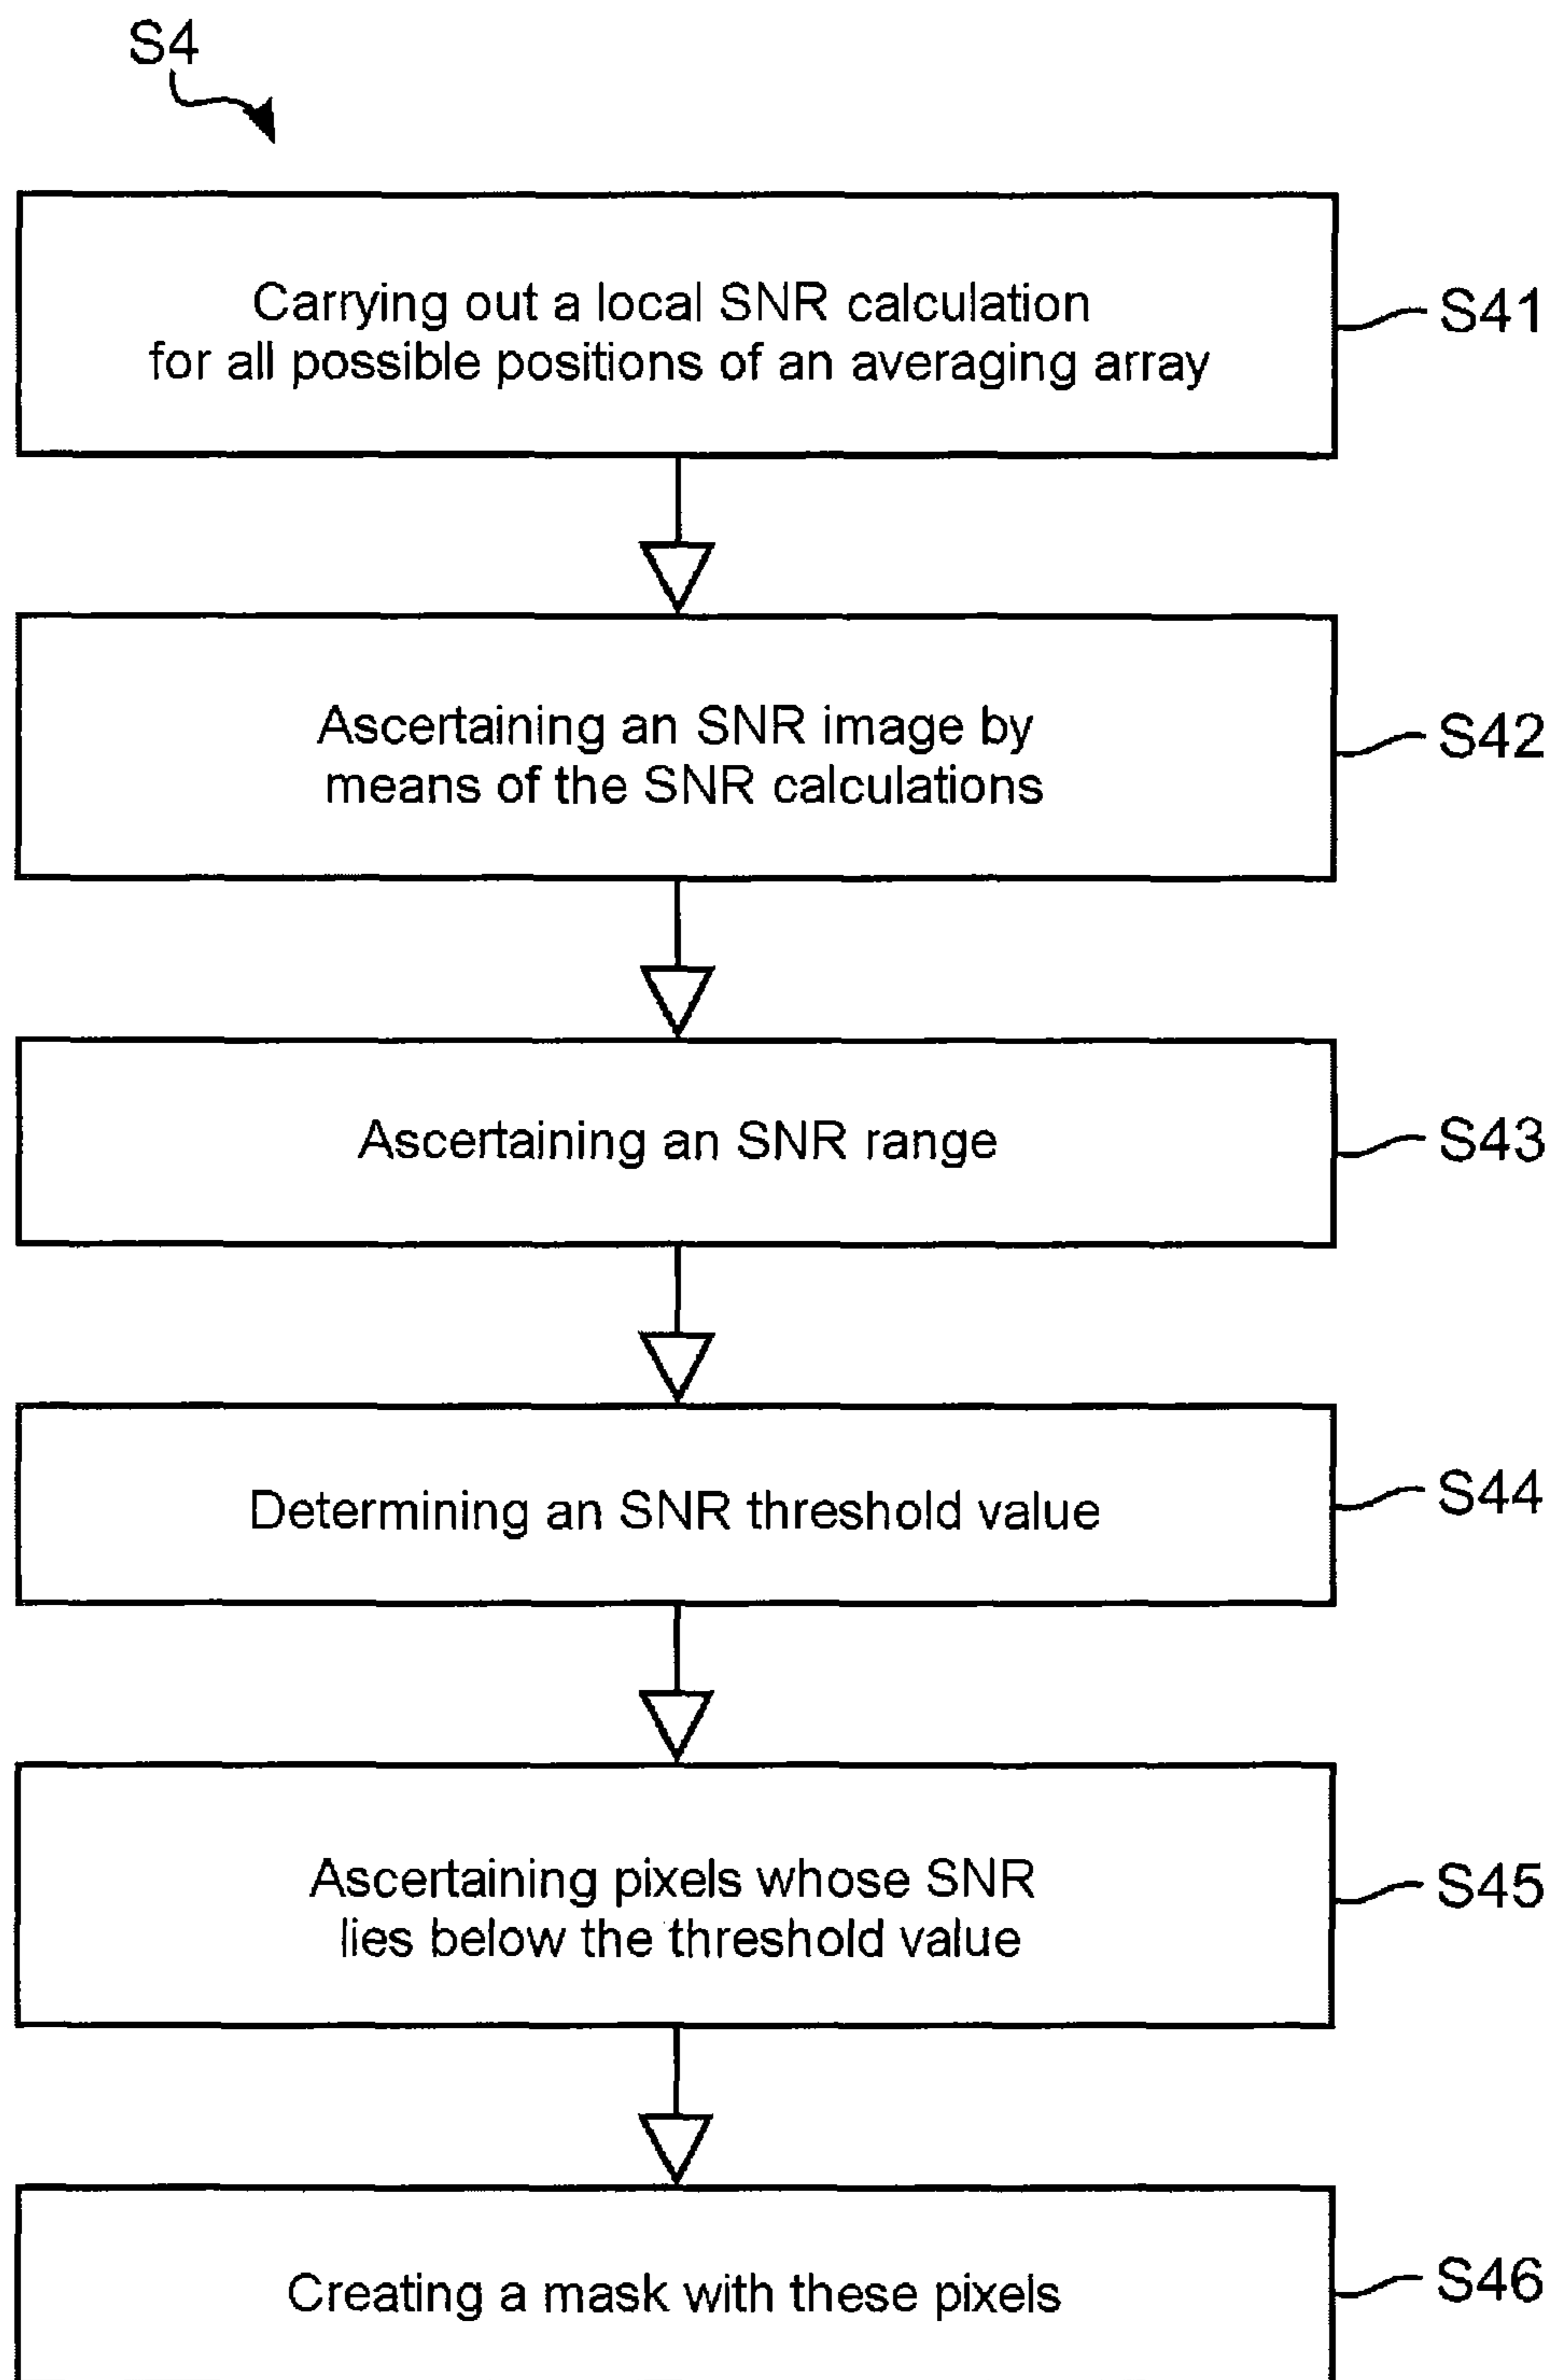 S4
Carrying out a local SNR calculation
for all possible positions of an averaging array
S41
Ascertaining an SNR image by
means of the SNR calculations
S42
Ascertaining an SNR range
S43
Determining an SNR threshold value
S44
Ascertaining pixels whose SNR
lies below the threshold value
S45
Creating a mask with these pixels
S46